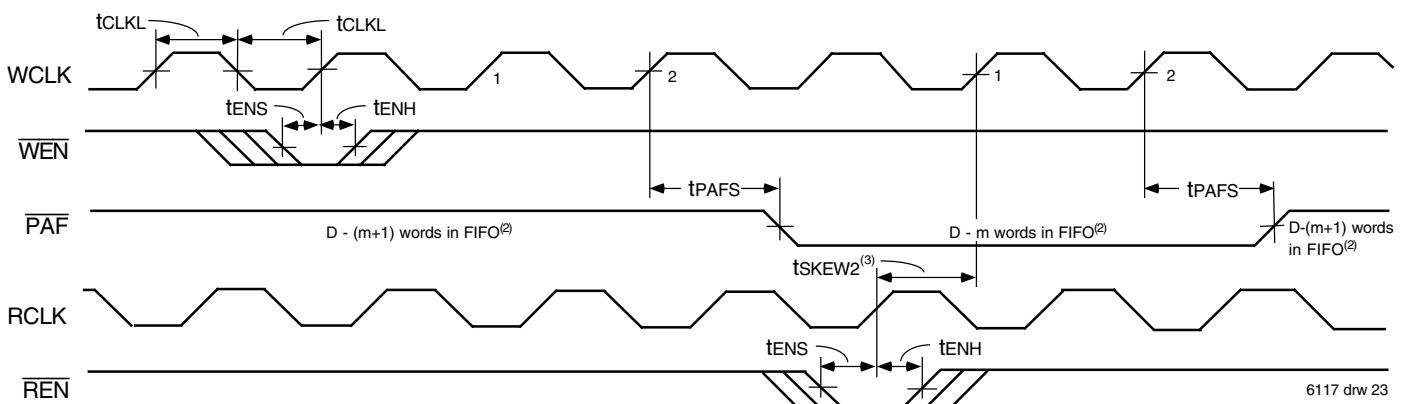 tCLKL tCLKL
WCLK 1 2 1 2
tENS tENH
WEN
tPAFS tPAFS
PAF
D - (m+1) words in FIFO(2) D - m words in FIFO(2) D-(m+1) words
in FIFO(2)
tSKEW2(3)
RCLK
tENS tENH
REN
6117 drw 23